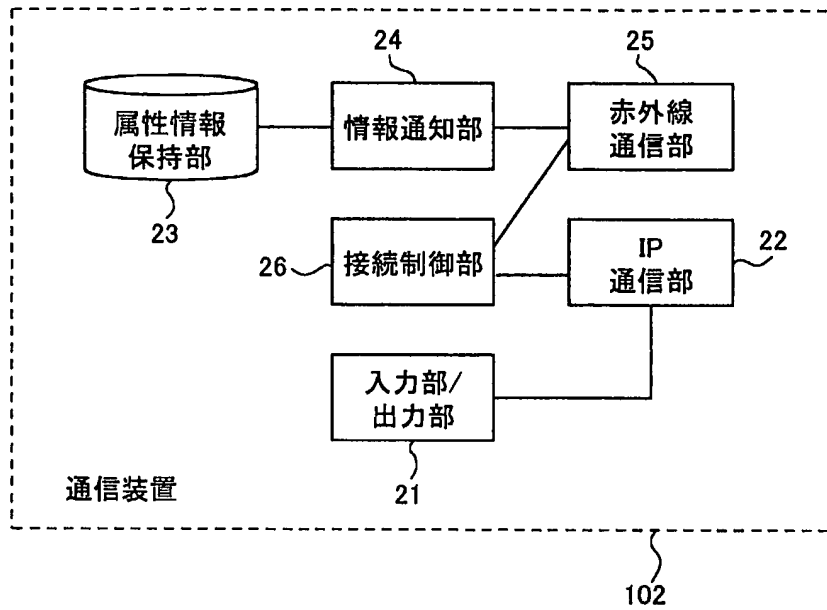 24
25
属性情報
保持部
情報通知部
赤外線
通信部
23
26
接続制御部
IP
通信部
22
入力部/
出力部
21
通信装置
102